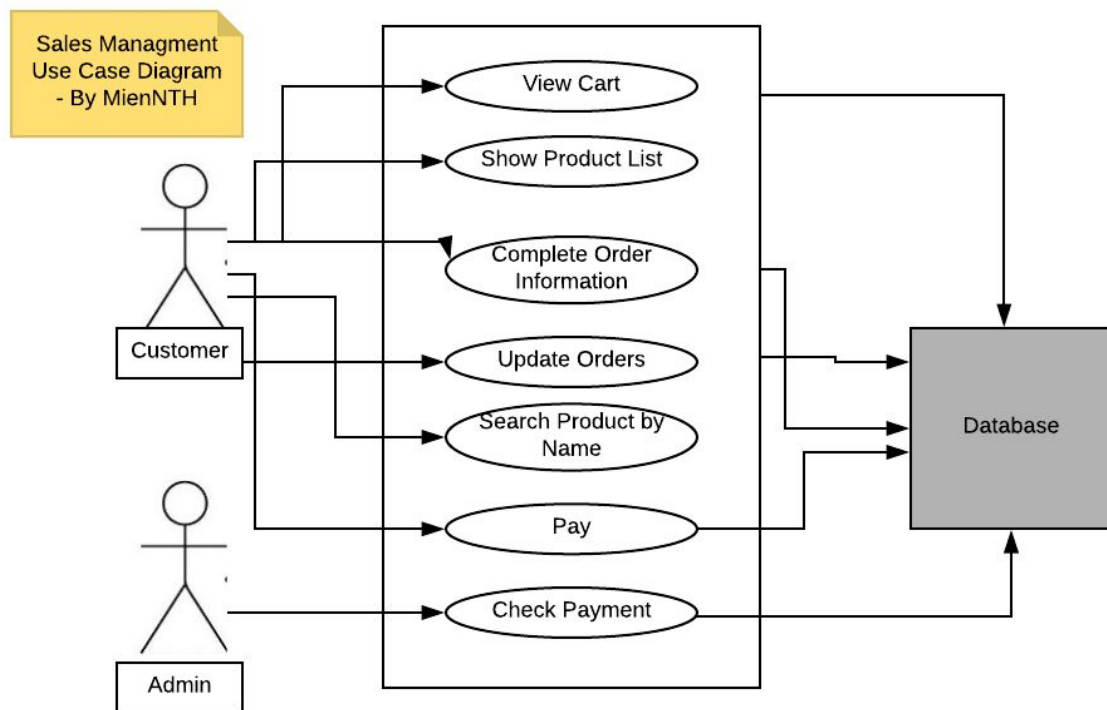 Sales Managment
Use Case Diagram
- By MienNTH
View Cart
Show Product List
Complete Order
Information
Customer
Update Orders
Search Product by
Name
Database
Pay
Check Payment
Admin